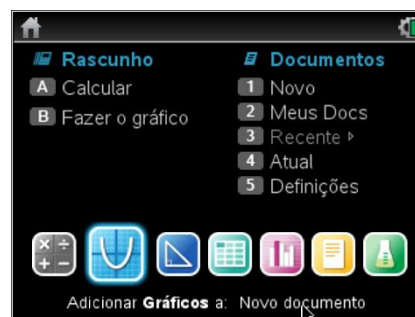 Rascunho
A Calcular
B Fazer o gráfico
Documentos
1 Novo
2 Meus Docs
3 Recente ▹
4 Atual
5 Definições
Adicionar Gráficos a: Novo documento